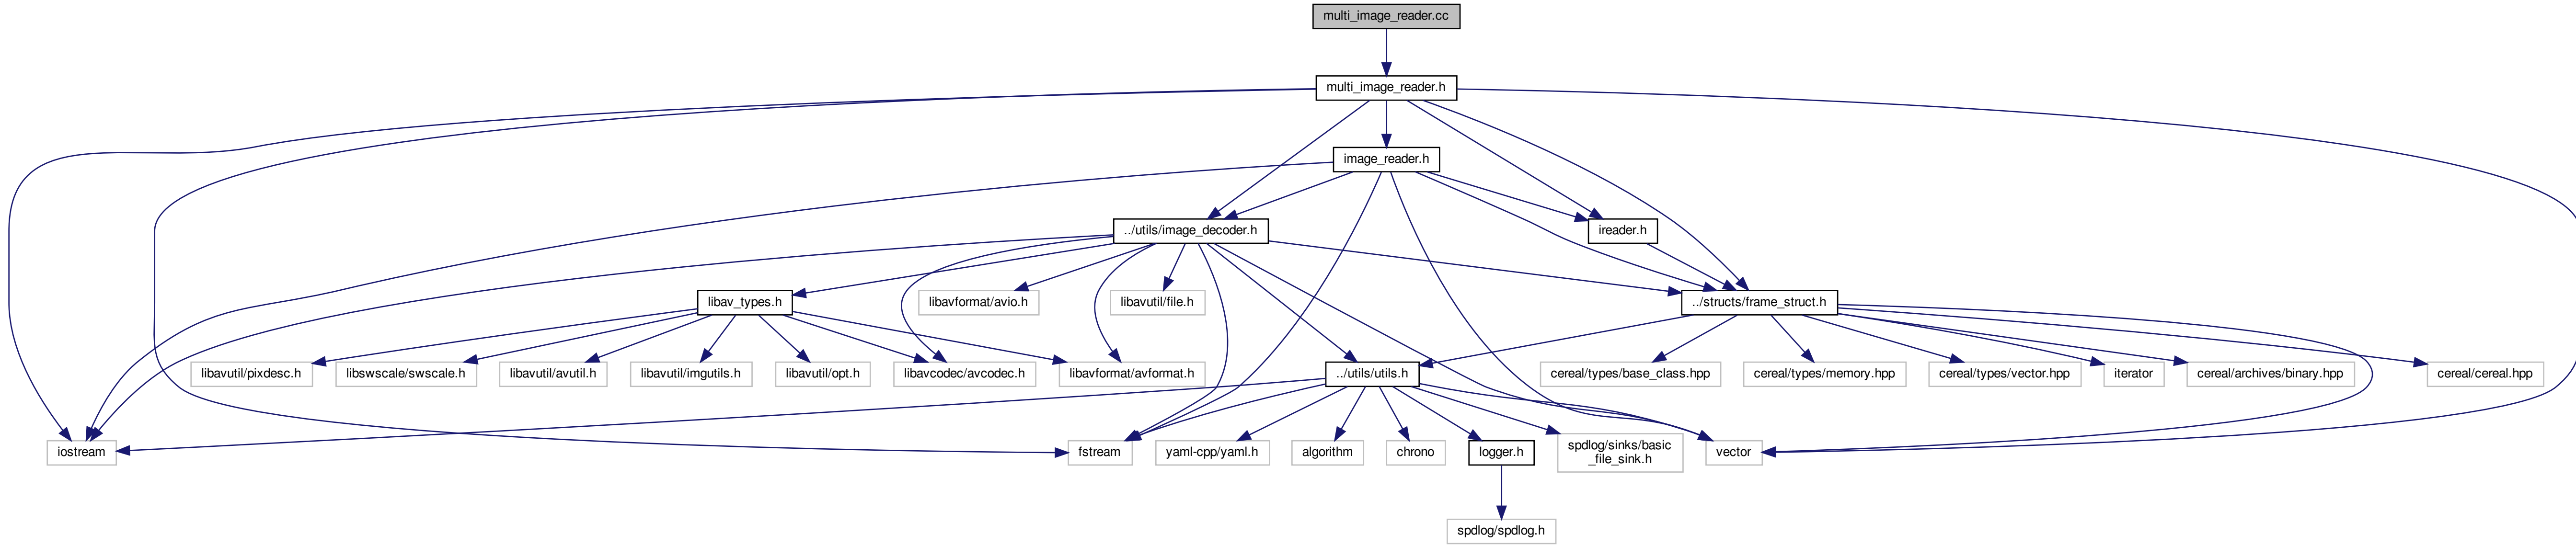 multi_image_reader.cc
multi_image_reader.h
image_reader.h
../utils/image_decoder.h
ireader.h
libav_types.h
libavformat/avio.h
libavutil/file.h
../structs/frame_struct.h
libavutil/pixdesc.h
libswscale/swscale.h
libavutil/avutil.h
libavutil/imgutils.h
libavutil/opt.h
libavcodec/avcodec.h
libavformat/avformat.h
../utils/utils.h
cereal/types/base_class.hpp
cereal/types/memory.hpp
cereal/types/vector.hpp
iterator
cereal/archives/binary.hpp
cereal/cereal.hpp
iostream
fstream
yaml-cpp/yaml.h
algorithm
chrono
logger.h
spdlog/sinks/basic
_file_sink.h
vector
spdlog/spdlog.h